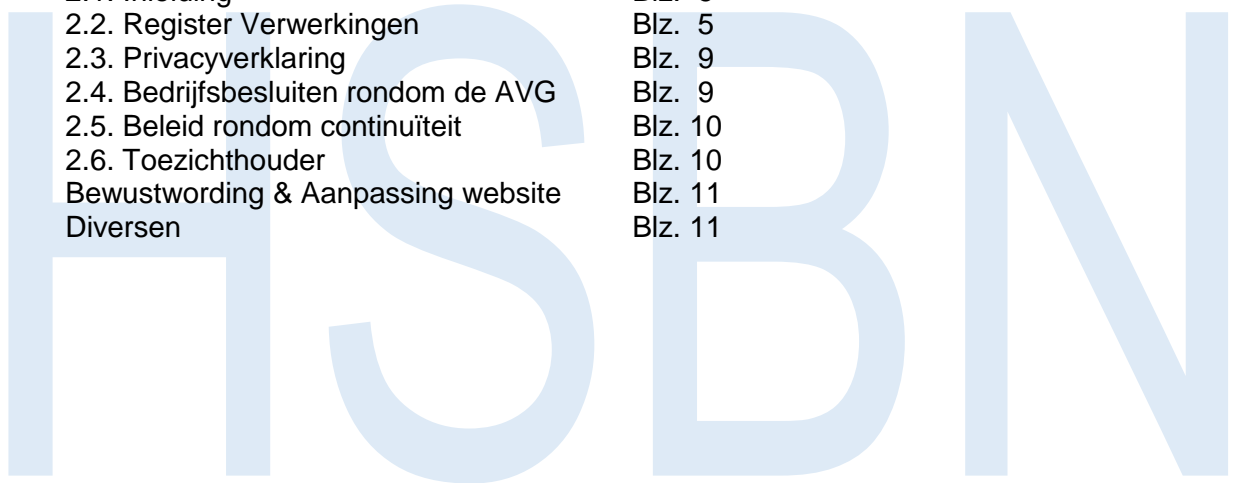 2.2. Register Verwerkingen Blz. 5
2.3. Privacyverklaring Blz. 9
2.4. Bedrijfsbesluiten rondom de AVG Blz. 9
2.5. Beleid rondom continuïteit Blz. 10
2.6. Toezichthouder Blz. 10
Bewustwording & Aanpassing website Blz. 11
Diversen Blz. 11
HSBN